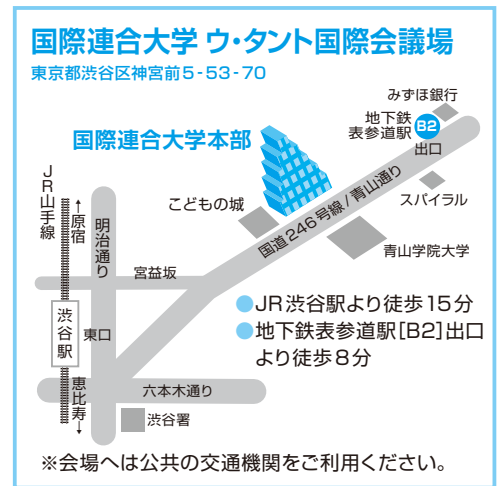 国際連合大学 ウ・タント国際会議場
東京都渋谷区神宮前5-53-70
みずほ銀行
地下鉄
表参道駅
B2
出口
国際連合大学本部
スパイラル
こどもの城
国道246号線/青山通り
青山学院大学
JR山手線
←原宿
明治通り
宮益坂
渋谷駅
東口
恵比寿→
六本木通り
渋谷署
●JR渋谷駅より徒歩15分
●地下鉄表参道駅[B2]出口
より徒歩8分
※会場へは公共の交通機関をご利用ください。